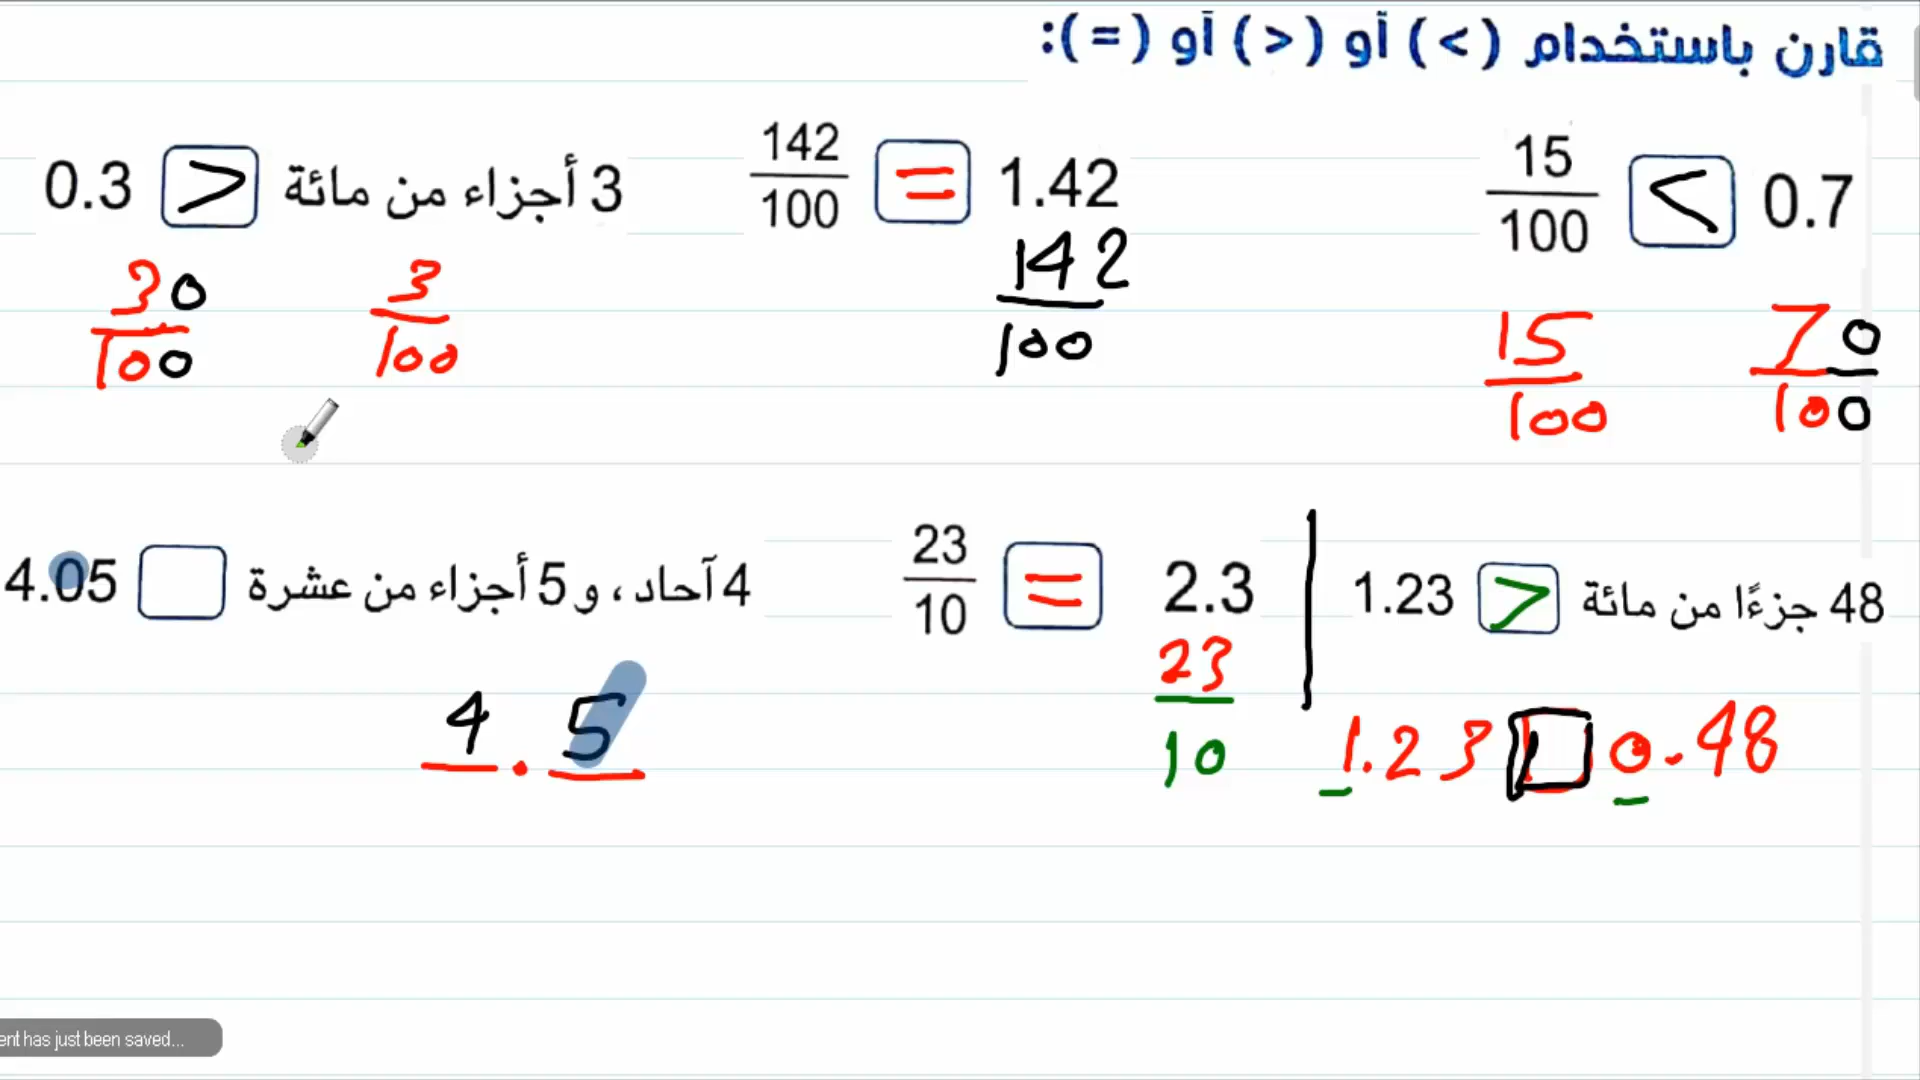 قارن باستخدام (>) أو (<) أو (=):
15/100 < 0.7
142/100 = 1.42
0.3 > 3 أجزاء من مائة
15/100 70/100
142/100
30/100 3/100
1.23 > 48 جزءًا من مائة
23/10 = 2.3
4.05 4 آحاد، و 5 أجزاء من عشرة
1.23 0.48
23/10
4.5
ent has just been saved...